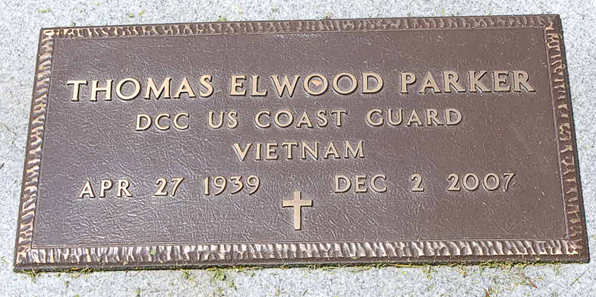 THOMAS ELWOOD PARKER
DCC US COAST GUARD
VIETNAM
APR 27 1939 DEC 2 2007